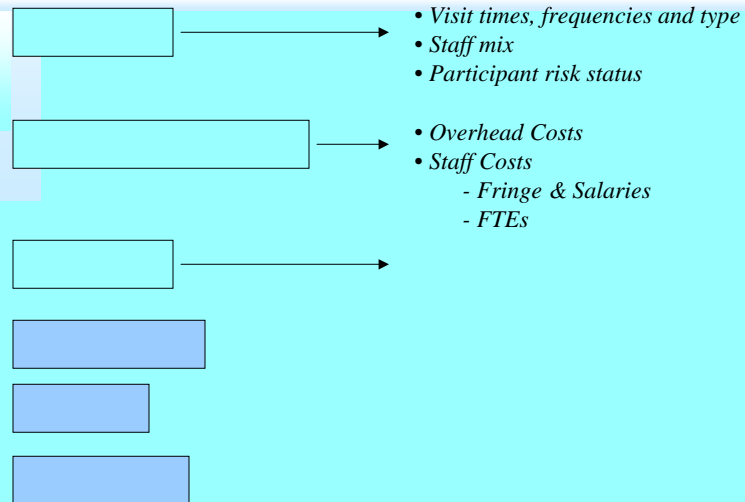 • Visit times, frequencies and type
• Staff mix
• Participant risk status
• Overhead Costs
• Staff Costs
- Fringe & Salaries
- FTEs